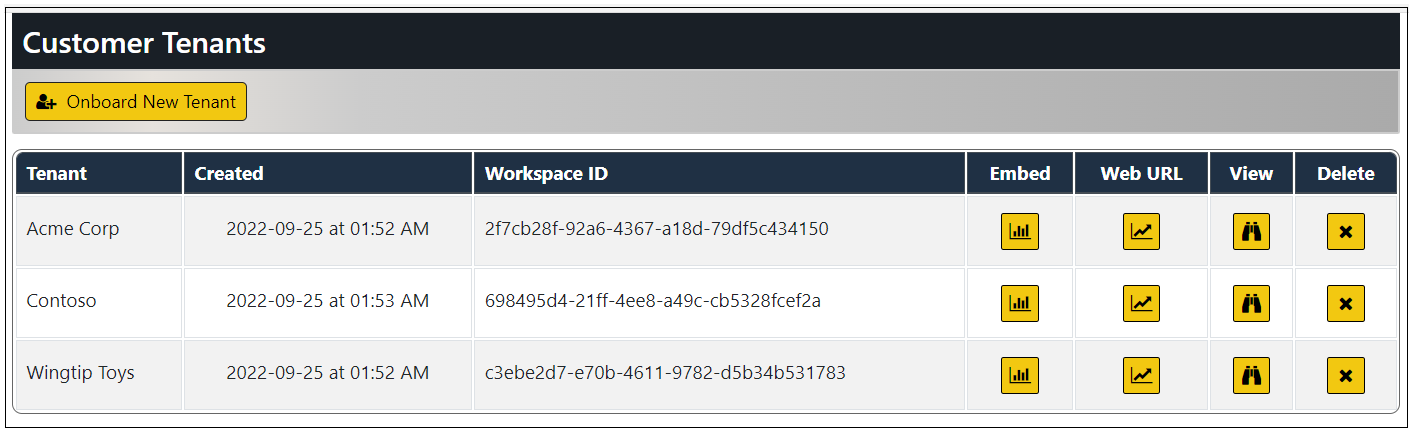 Customer Tenants
Onboard New Tenant
Tenant Created Workspace ID Embed Web URL View Delete
Acme Corp 2022-09-25 at 01:52 AM 2f7cb28f-92a6-4367-a18d-79df5c434150
Contoso 2022-09-25 at 01:53 AM 698495d4-21ff-4ee8-a49c-cb5328fcef2a
Wingtip Toys 2022-09-25 at 01:52 AM c3ebe2d7-e70b-4611-9782-d5b34b531783